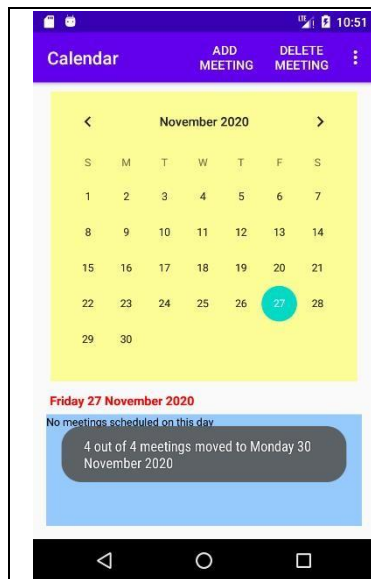 LTE 10:51
Calendar ADD MEETING DELETE MEETING
November 2020
S M T W T F S
1 2 3 4 5 6 7
8 9 10 11 12 13 14
15 16 17 18 19 20 21
22 23 24 25 26 27 28
29 30
Friday 27 November 2020
No meetings scheduled on this day
4 out of 4 meetings moved to Monday 30
November 2020